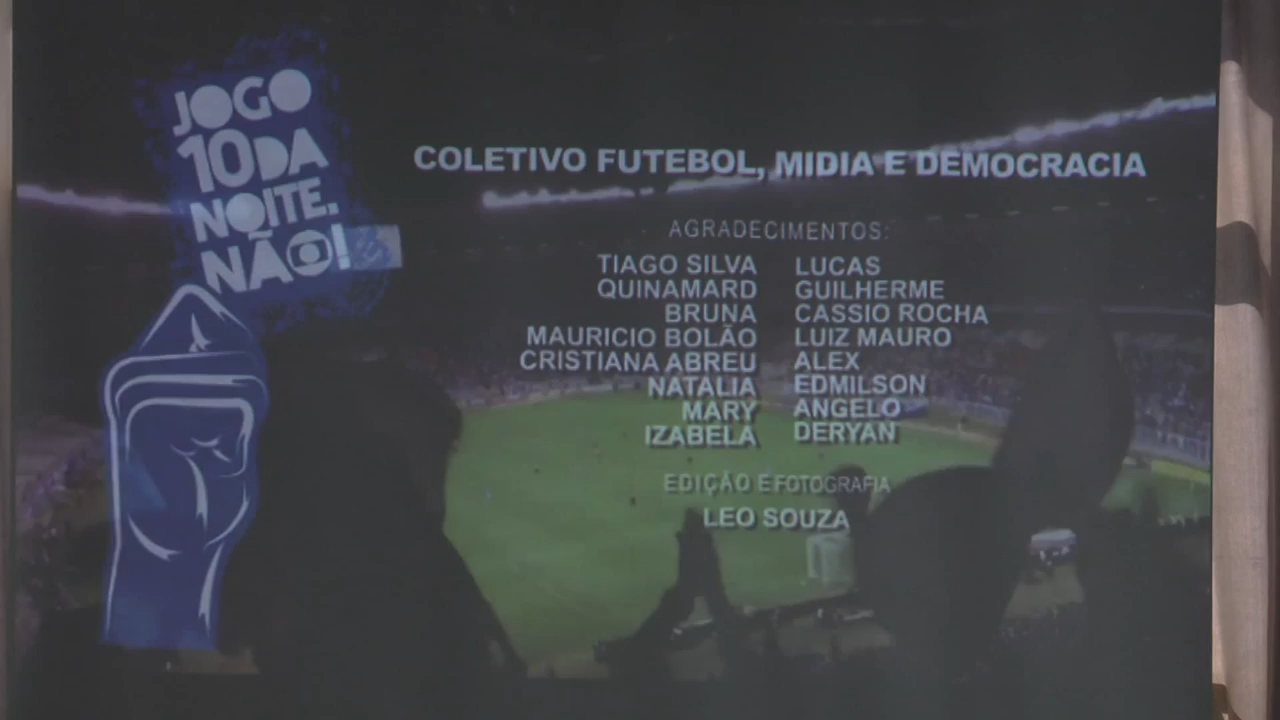 JOGO
10 DA
NOITE.
NÃO!
COLETIVO FUTEBOL, MIDIA E DEMOCRACIA
AGRADECIMENTOS:
TIAGO SILVA LUCAS
QUINAMARD GUILHERME
BRUNA CASSIO ROCHA
MAURICIO BOLÃO LUIZ MAURO
CRISTIANA ABREU ALEX
NATALIA EDMILSON
MARY ANGELO
IZABELA DERYAN
EDIÇÃO E FOTOGRAFIA
LEO SOUZA